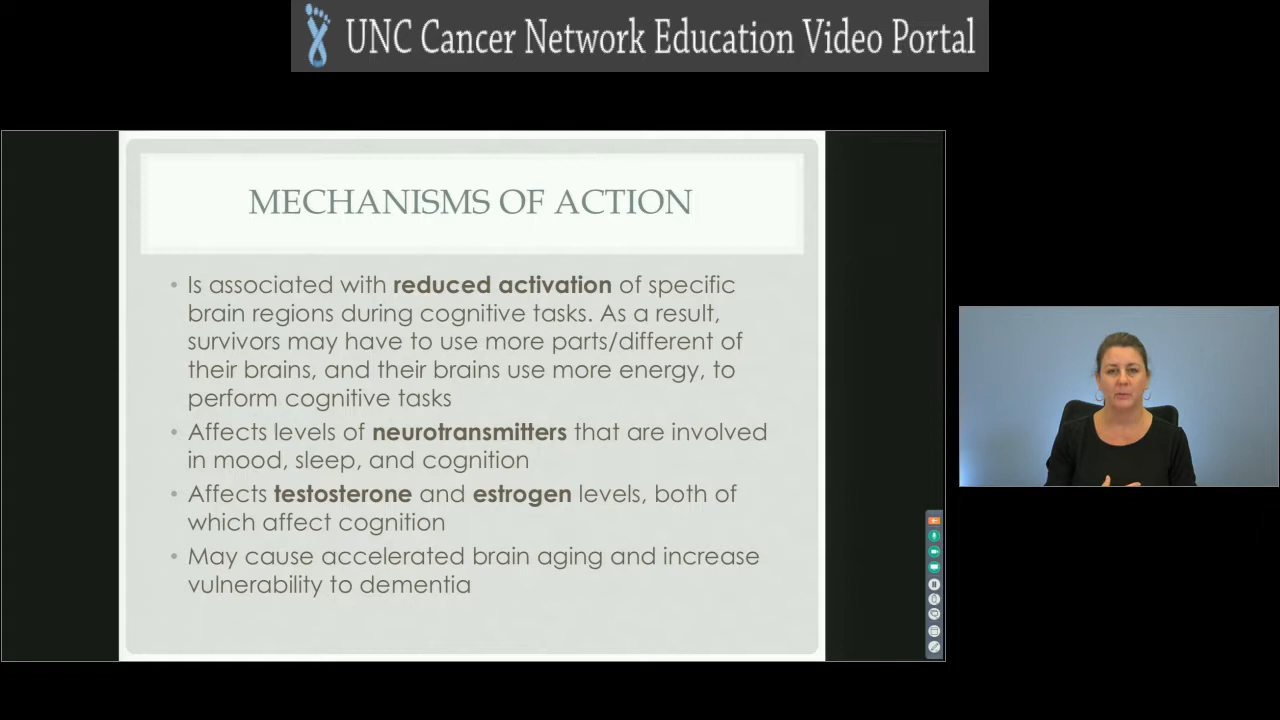 UNC Cancer Network Education Video Portal
MECHANISMS OF ACTION
• Is associated with reduced activation of specific
brain regions during cognitive tasks. As a result,
survivors may have to use more parts/different of
their brains, and their brains use more energy, to
perform cognitive tasks
• Affects levels of neurotransmitters that are involved
in mood, sleep, and cognition
• Affects testosterone and estrogen levels, both of
which affect cognition
• May cause accelerated brain aging and increase
vulnerability to dementia